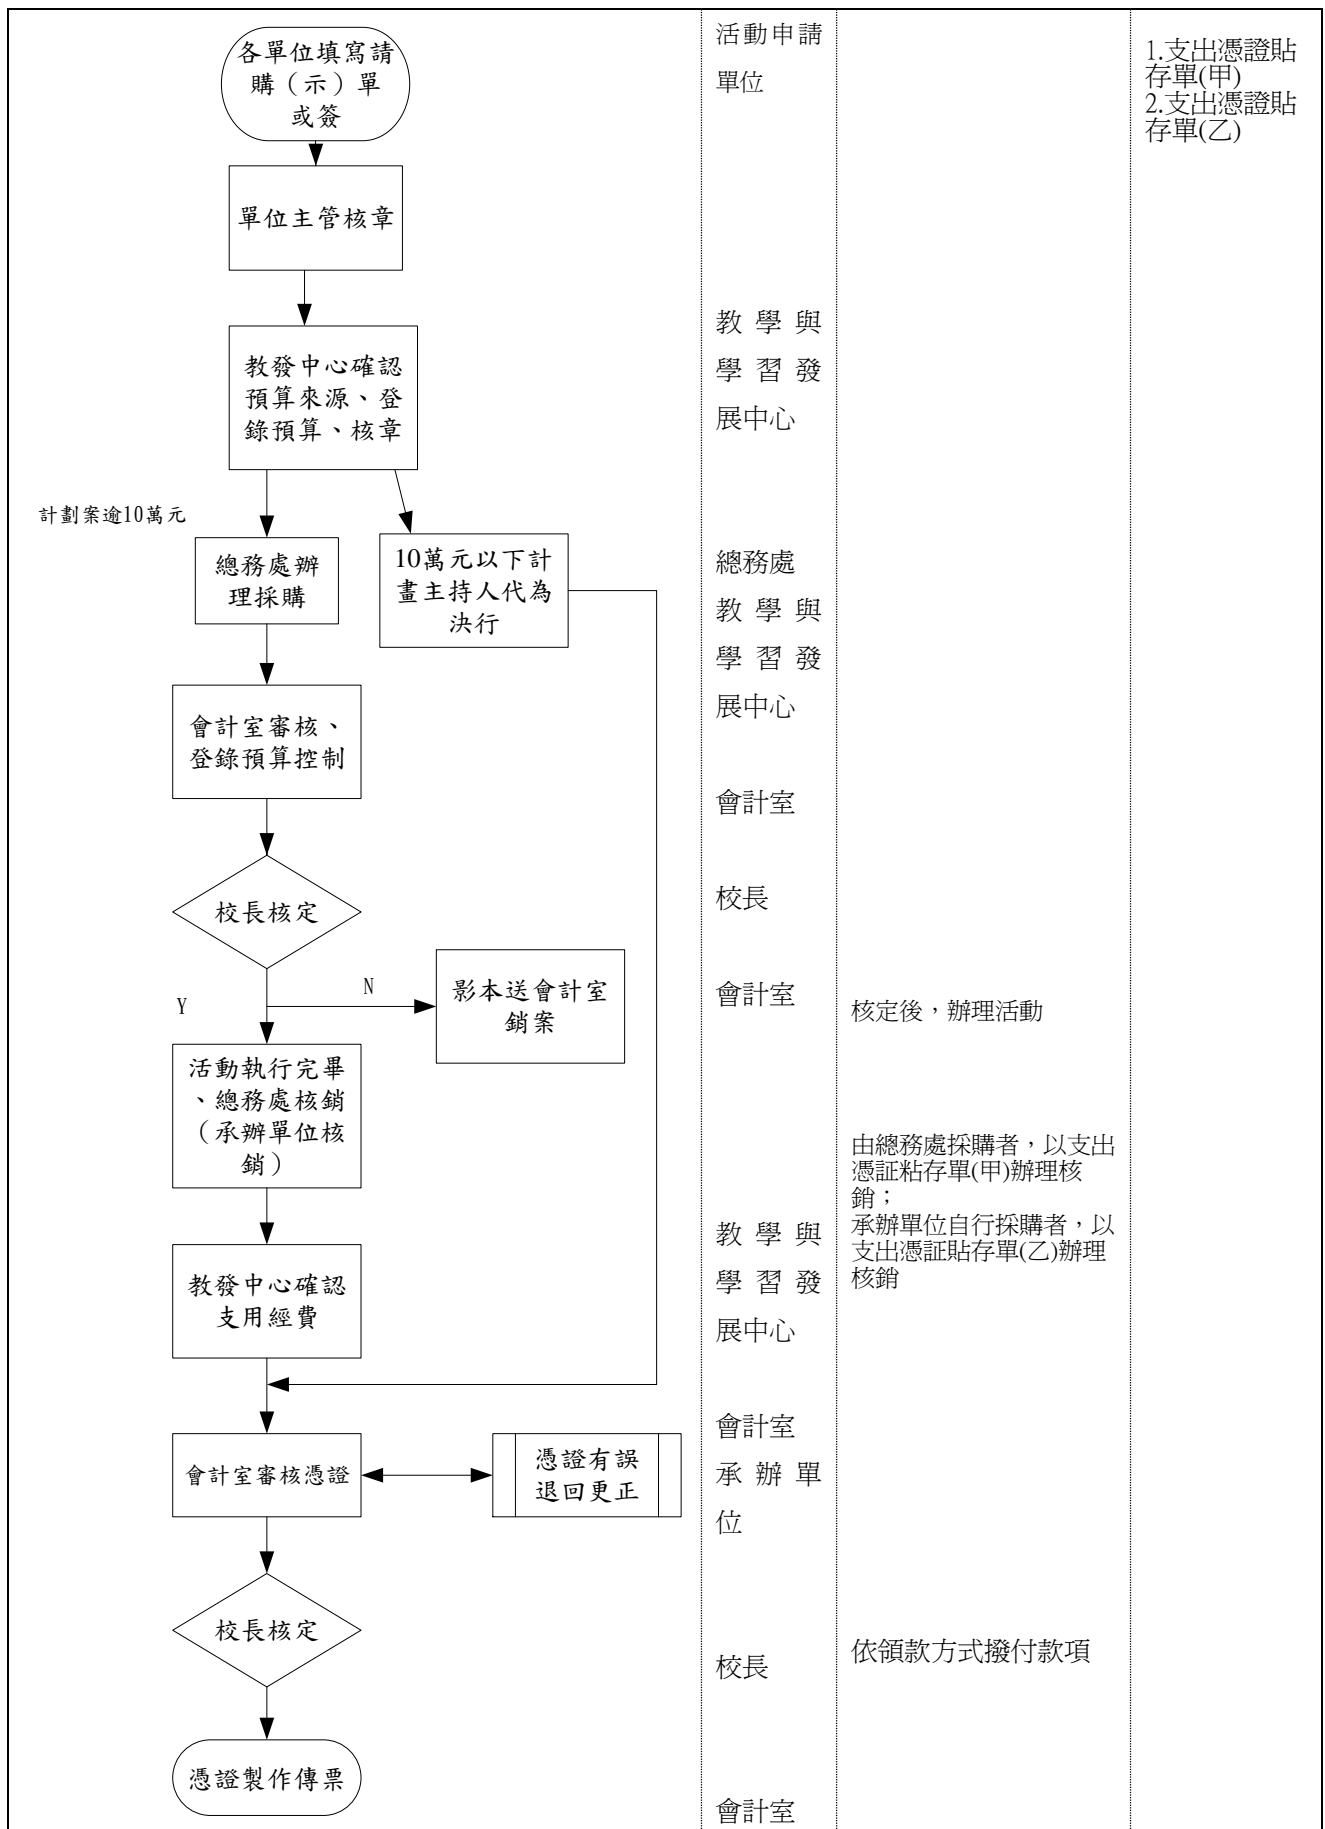 各單位填寫請
購（示）單
或簽
單位主管核章
教發中心確認
預算來源、登
錄預算、核章
計劃案逾10萬元
總務處辦
理採購
10萬元以下計
畫主持人代為
決行
會計室審核、
登錄預算控制
校長核定
N
Y
影本送會計室
銷案
活動執行完畢
、總務處核銷
（承辦單位核
銷）
教發中心確認
支用經費
會計室審核憑證
憑證有誤
退回更正
校長核定
憑證製作傳票
活動申請
單位
教學與
學習發
展中心
總務處
教學與
學習發
展中心
會計室
校長
會計室
教學與
學習發
展中心
會計室
承辦單
位
校長
會計室
核定後，辦理活動
由總務處採購者，以支出
憑証粘存單(甲)辦理核
銷；
承辦單位自行採購者，以
支出憑証貼存單(乙)辦理
核銷
依領款方式撥付款項
1.支出憑證貼
存單(甲)
2.支出憑證貼
存單(乙)